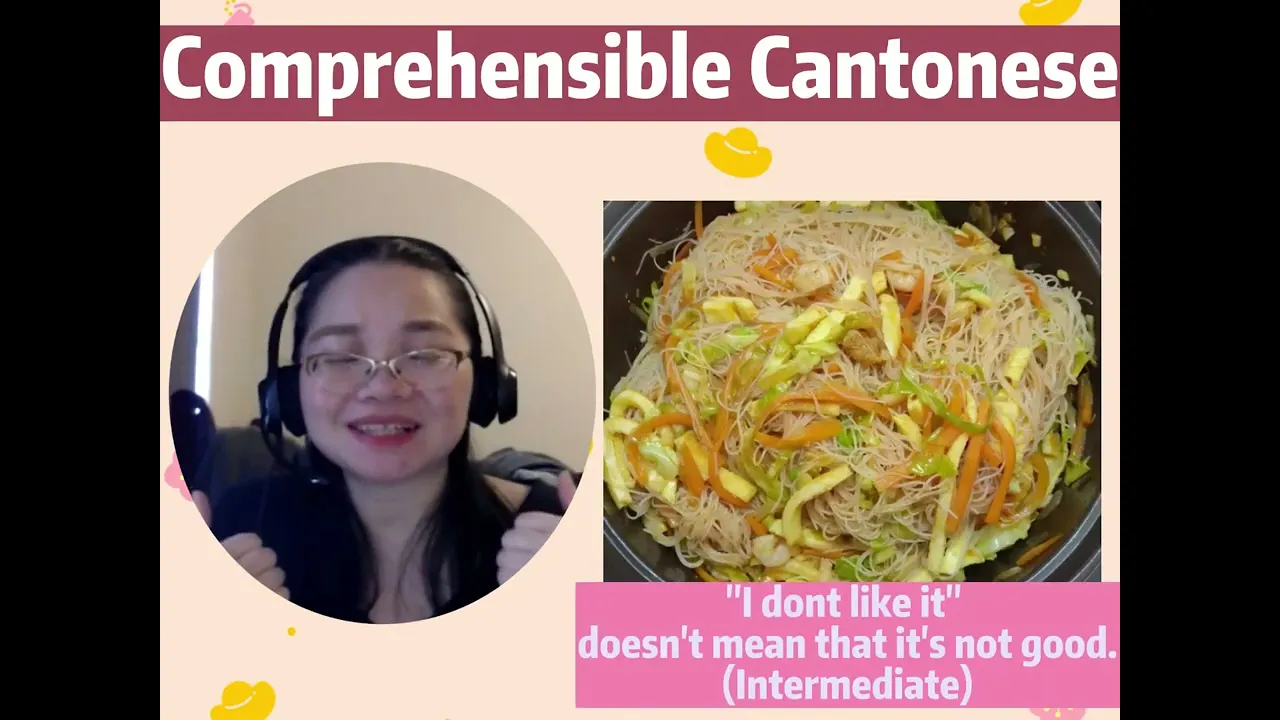 Comprehensible Cantonese
"I dont like it"
doesn't mean that it's not good.
(Intermediate)